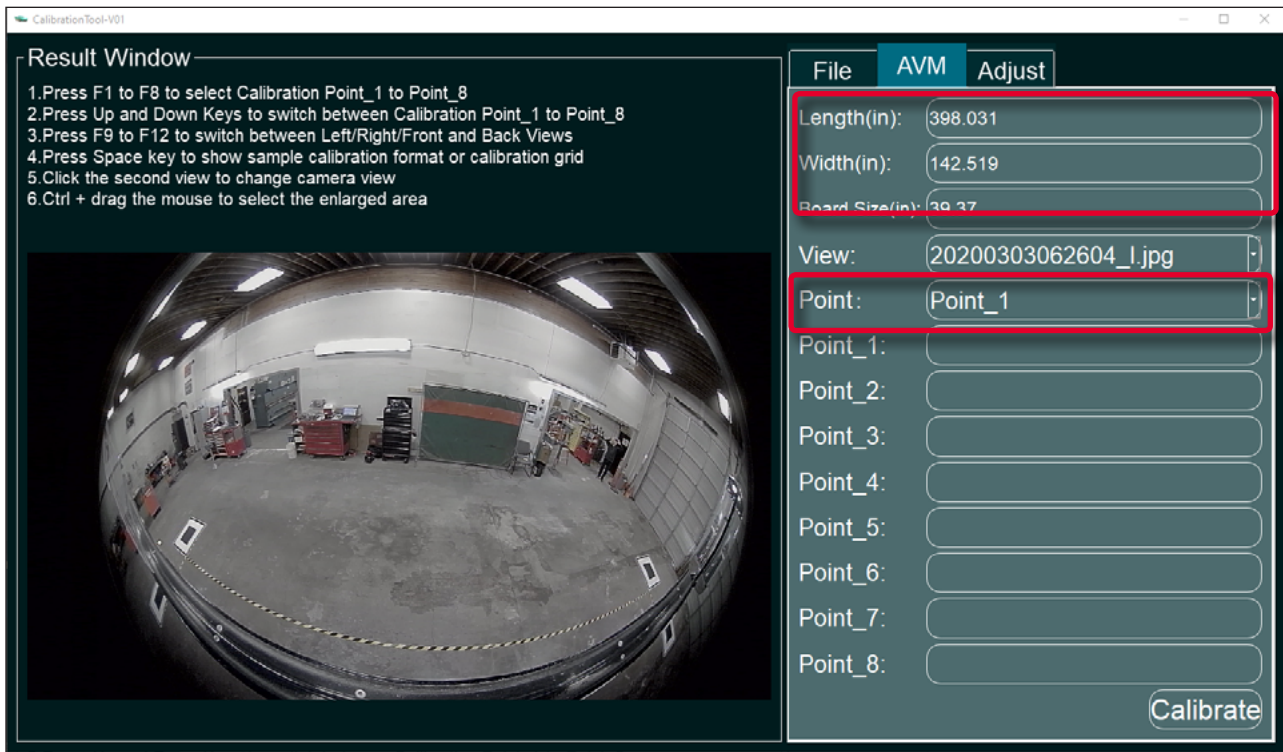 CalibrationTool-V01
Result Window
1.Press F1 to F8 to select Calibration Point_1 to Point_8
2.Press Up and Down Keys to switch between Calibration Point_1 to Point_8
3.Press F9 to F12 to switch between Left/Right/Front and Back Views
4.Press Space key to show sample calibration format or calibration grid
5.Click the second view to change camera view
6.Ctrl + drag the mouse to select the enlarged area
File AVM Adjust
Length(in): 398.031
Width(in): 142.519
Board Size(in): 39.37
View: 20200303062604_l.jpg
Point: Point_1
Point_1:
Point_2:
Point_3:
Point_4:
Point_5:
Point_6:
Point_7:
Point_8:
Calibrate